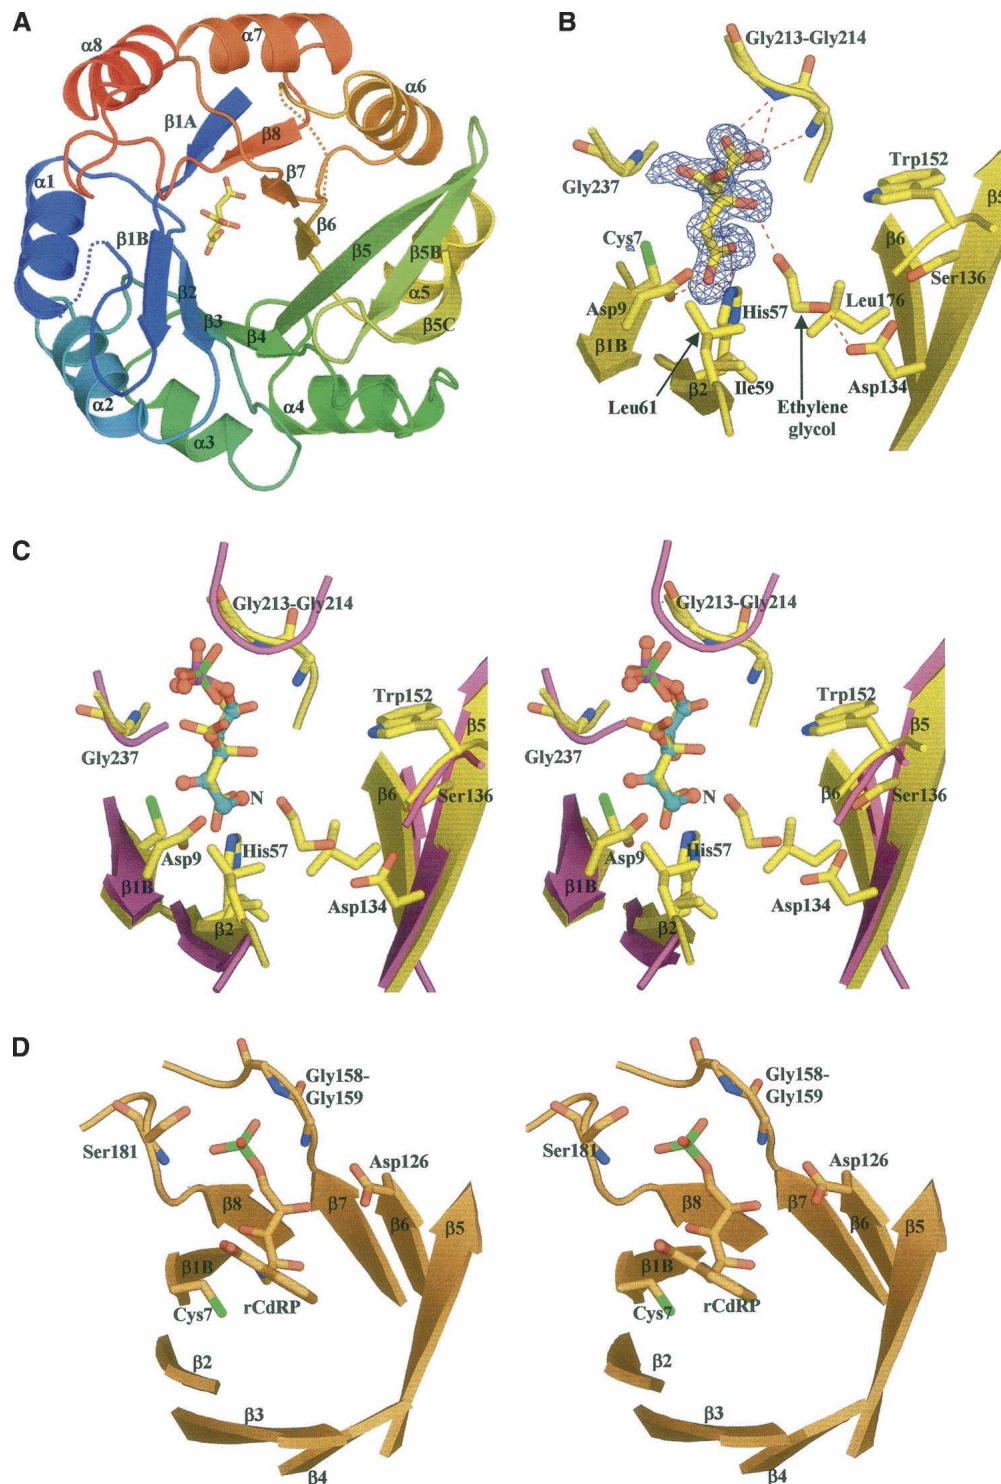 A
α8
α7
α6
β1A
β8
β7
α1
β1B
β6
β2
β5
β5B
α5
β3
β4
β5C
α2
α4
α3
B
Gly213-Gly214
Gly237
Trp152
β5
Cys7
β6
Ser136
Asp9
His57
Leu176
β1B
β2
Ile59
Asp134
Leu61
Ethylene
glycol
C
Gly213-Gly214
Trp152
Gly237
β5
β6
N
Ser136
Asp9
His57
β1B
Asp134
β2
Gly213-Gly214
Trp152
Gly237
β5
β6
N
Ser136
Asp9
His57
β1B
Asp134
β2
D
Gly158-
Gly159
Ser181
Asp126
β8
β7
β6
β5
β1B
Cys7
rCdRP
β2
β3
β4
Gly158-
Gly159
Ser181
Asp126
β8
β7
β6
β5
β1B
Cys7
rCdRP
β2
β3
β4